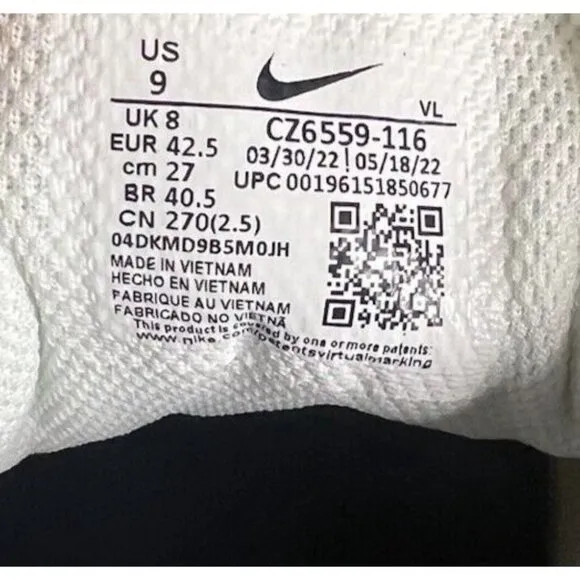 US
9
VL
UK 8
CZ6559-116
EUR 42.5
03/30/22 | 05/18/22
cm 27
UPC 00196151850677
BR 40.5
CN 270(2.5)
04DKMD9B5M0JH
MADE IN VIETNAM
HECHO EN VIETNAM
FABRIQUE AU VIETNAM
FABRICADO NO VIETNÃ
This product is covered by one or more patents:
www.nike.com/patentsvirtualmarking